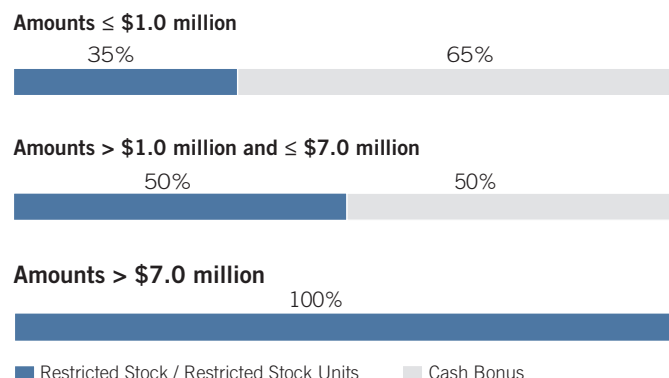 Amounts ≤ $1.0 million
35% 65%
Amounts > $1.0 million and ≤ $7.0 million
50% 50%
Amounts > $7.0 million
100%
Restricted Stock / Restricted Stock Units Cash Bonus